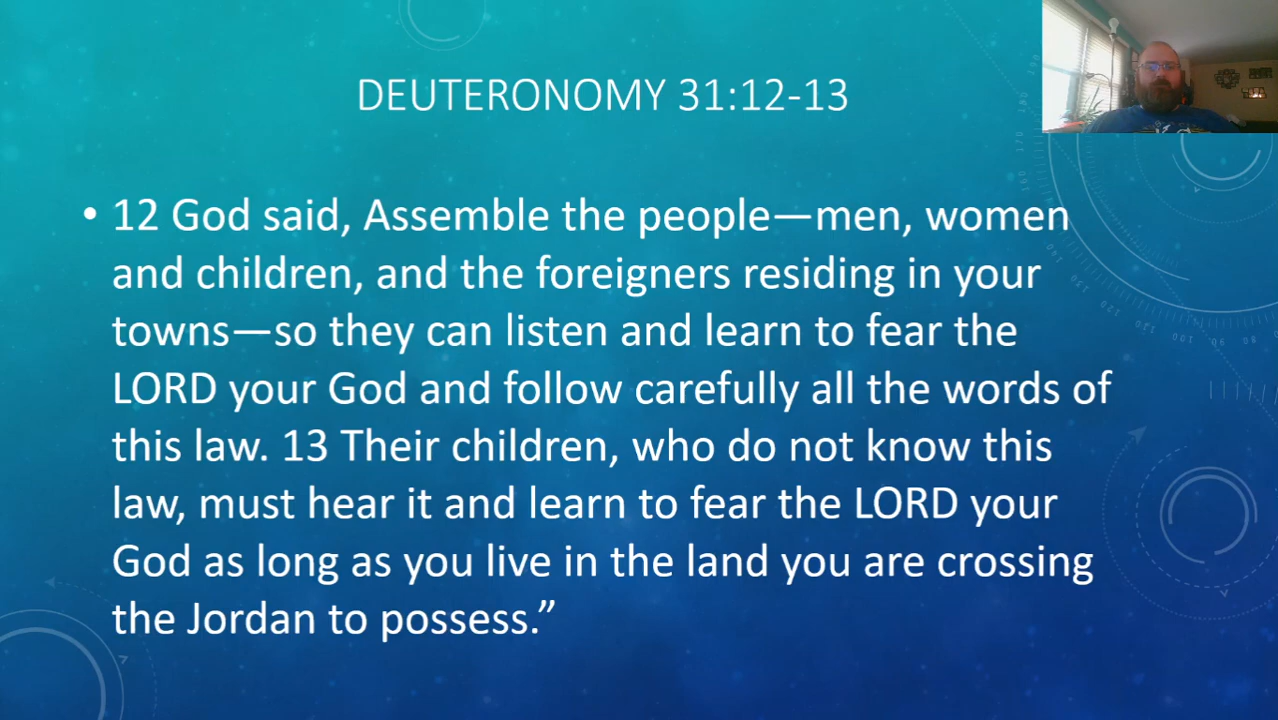 DEUTERONOMY 31:12-13
• 12 God said, Assemble the people—men, women
and children, and the foreigners residing in your
towns—so they can listen and learn to fear the
LORD your God and follow carefully all the words of
this law. 13 Their children, who do not know this
law, must hear it and learn to fear the LORD your
God as long as you live in the land you are crossing
the Jordan to possess.”